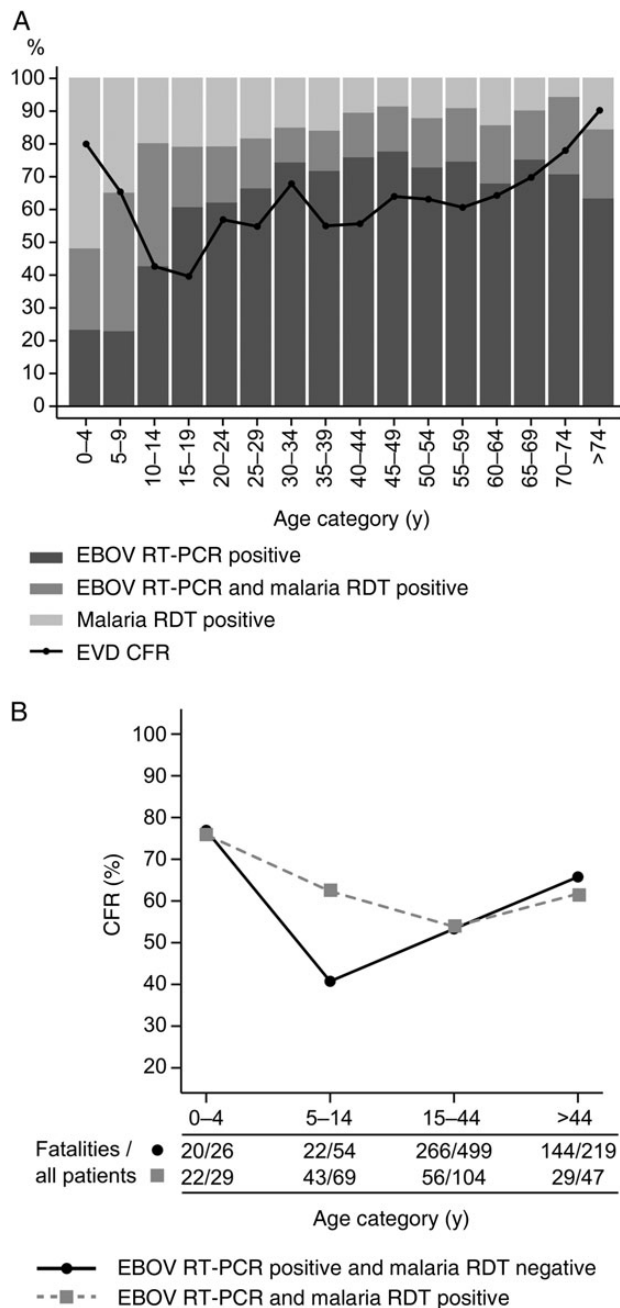 A
%
100
90
80
70
60
50
40
30
20
10
0
0–4
5–9
10–14
15–19
20–24
25–29
30–34
35–39
40–44
45–49
50–54
55–59
60–64
65–69
70–74
>74
Age category (y)
EBOV RT-PCR positive
EBOV RT-PCR and malaria RDT positive
Malaria RDT positive
EVD CFR
B
100
90
80
70
60
50
40
30
20
CFR (%)
0–4 5–14 15–44 >44
Fatalities / 20/26 22/54 266/499 144/219
all patients 22/29 43/69 56/104 29/47
Age category (y)
EBOV RT-PCR positive and malaria RDT negative
EBOV RT-PCR and malaria RDT positive